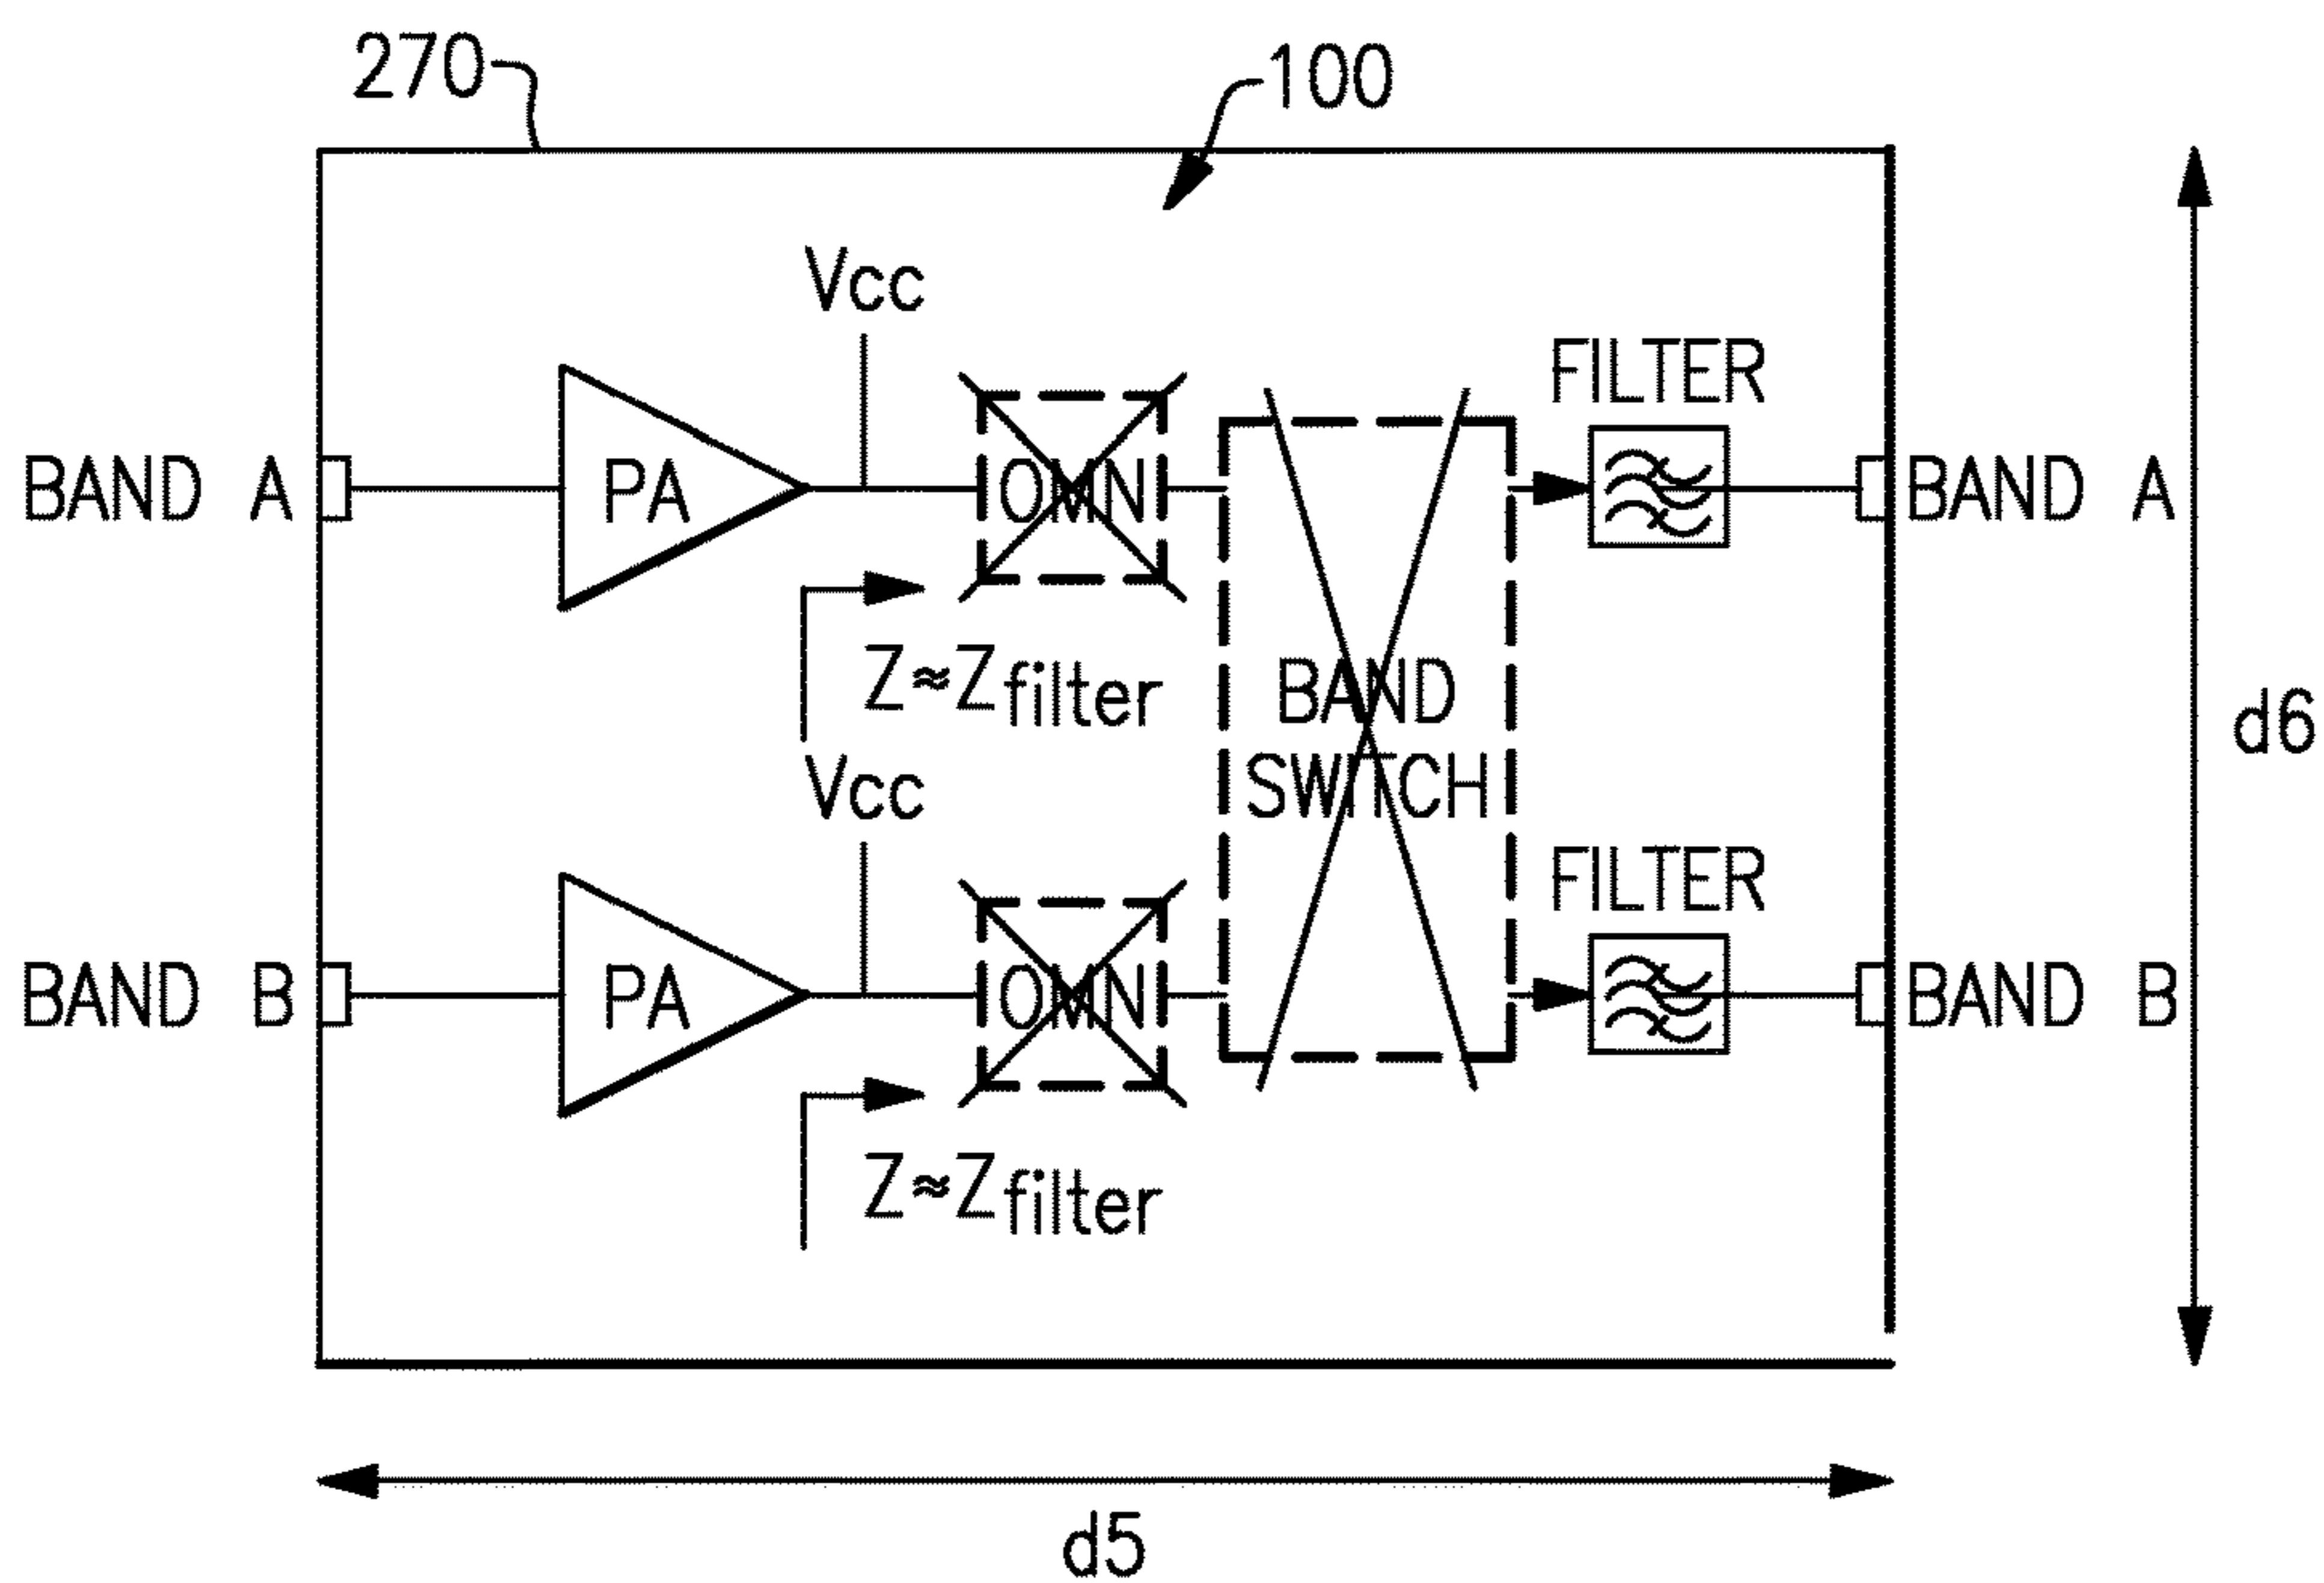 270
100
Vcc
FILTER
BAND A
PA
OMN
BAND A
Z≈Zfilter
BAND
SWITCH
d6
Vcc
FILTER
BAND B
PA
OMN
BAND B
Z≈Zfilter
d5